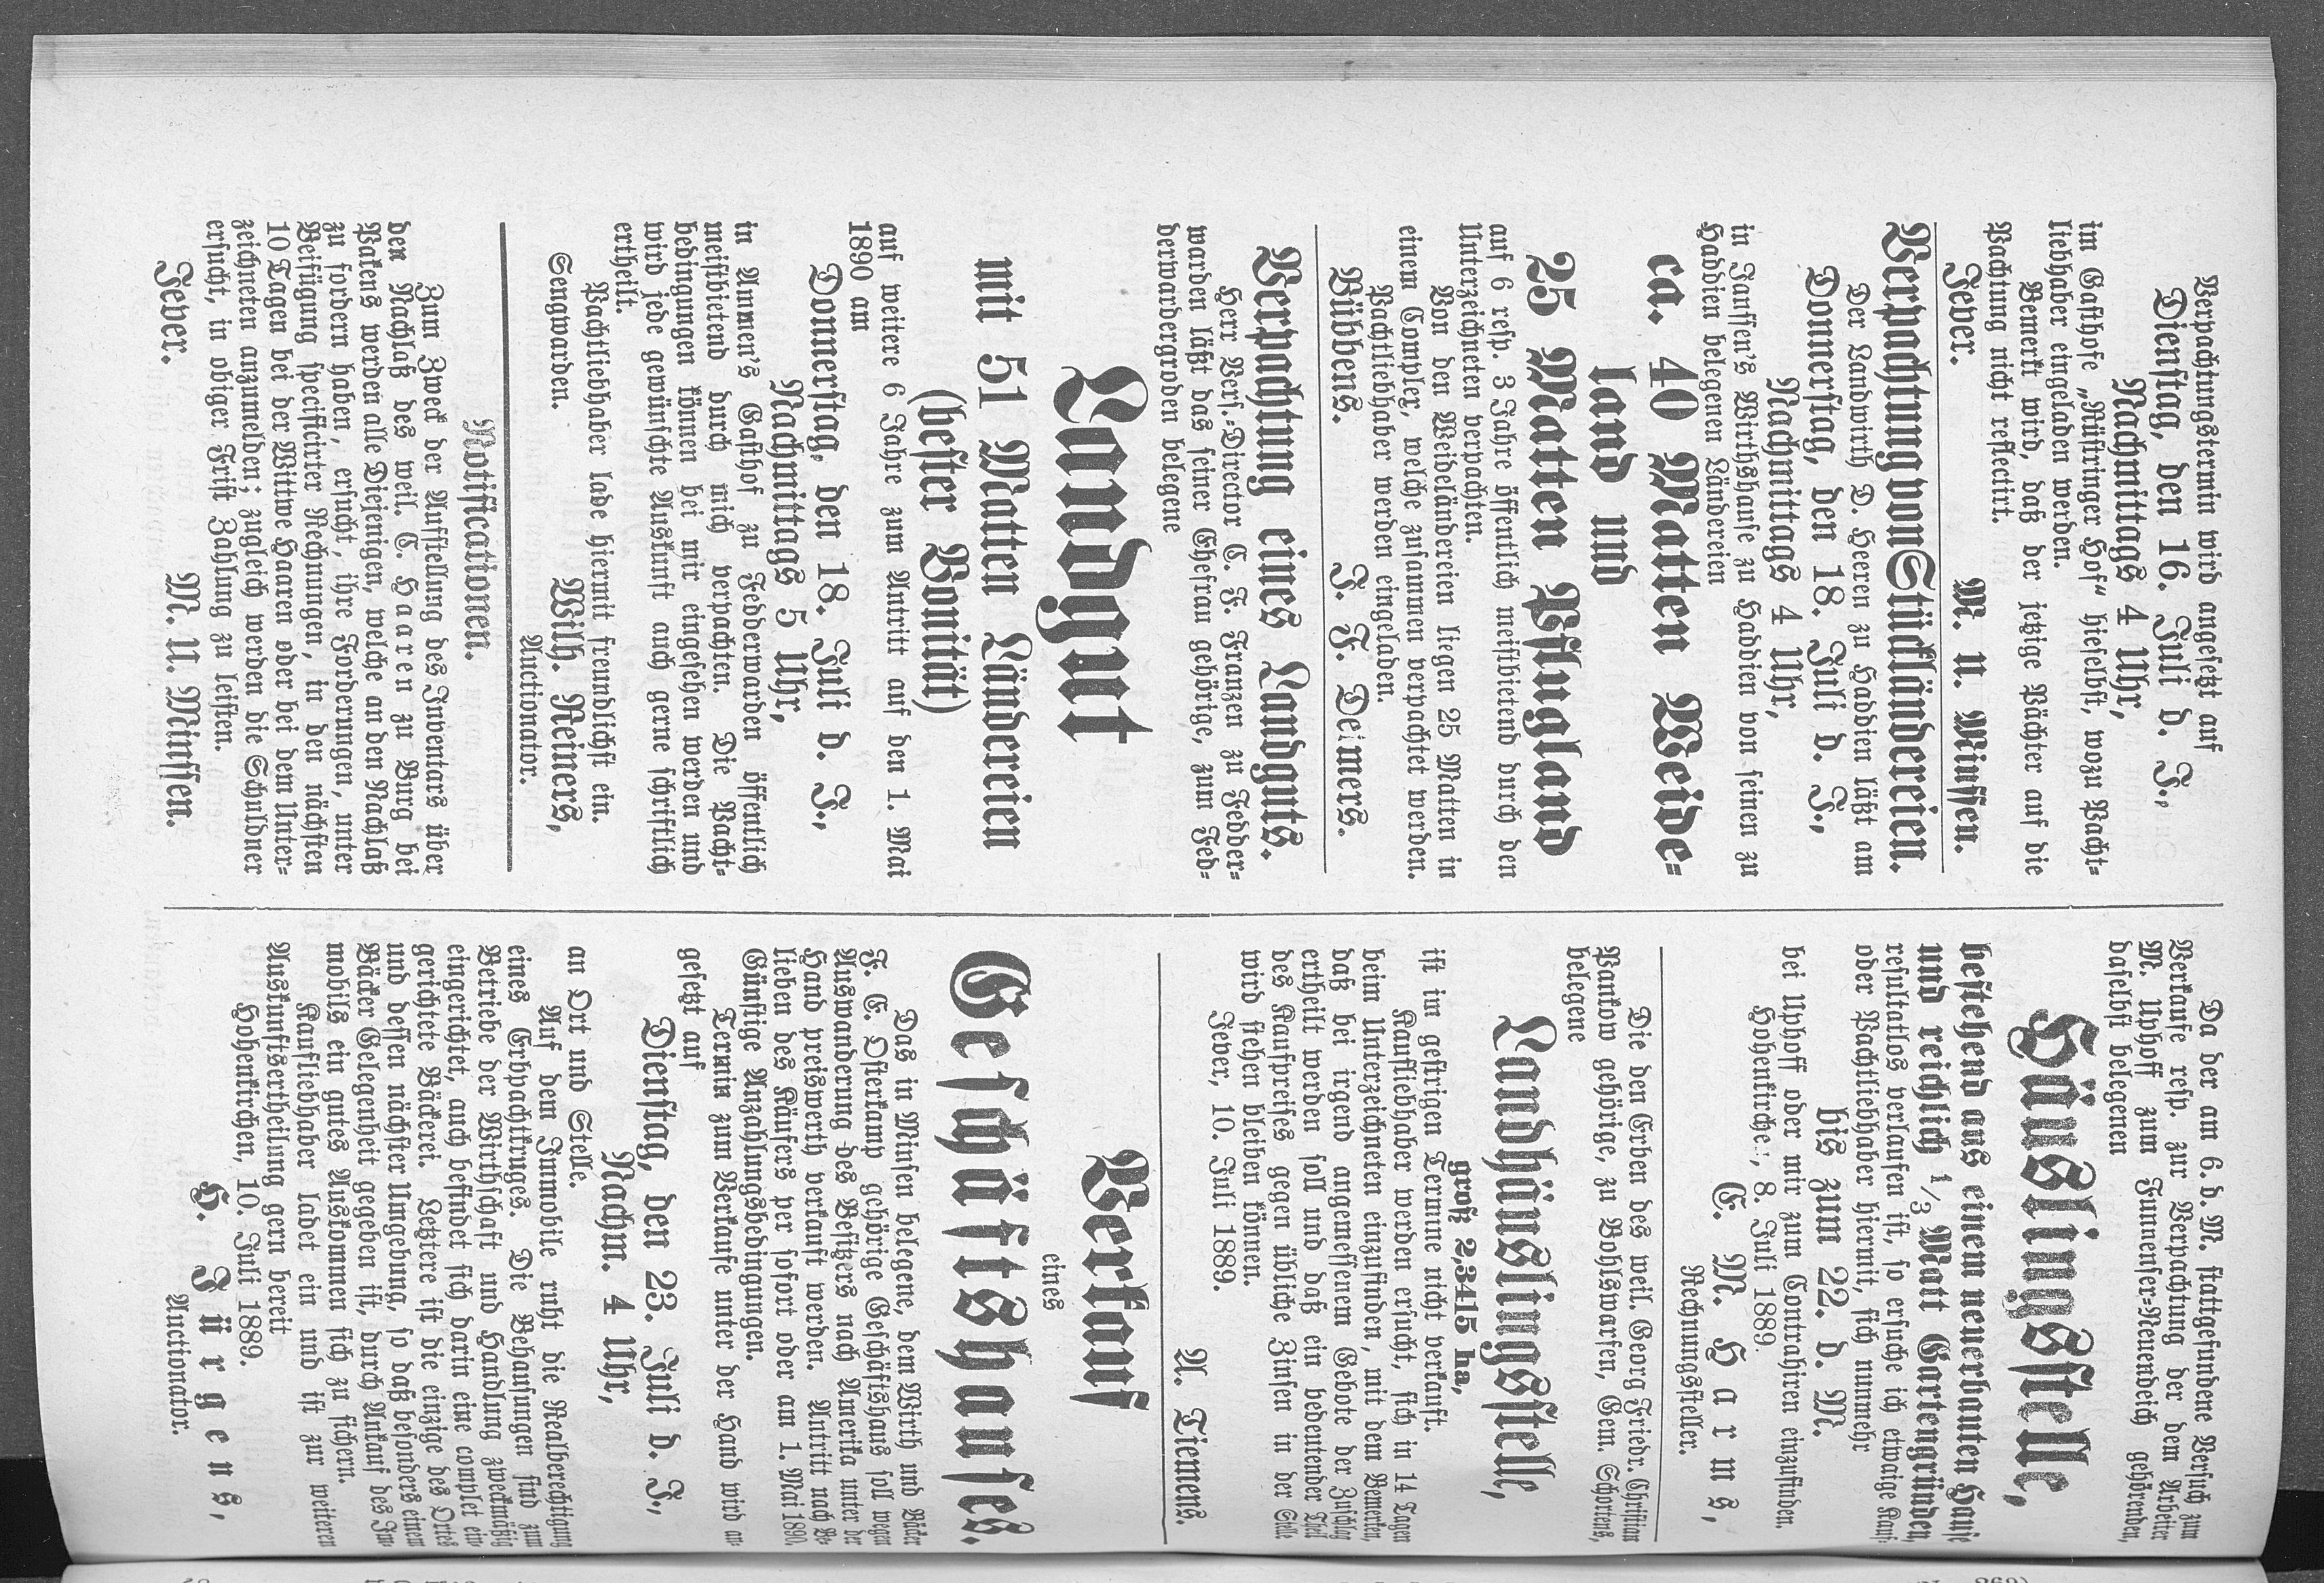 Verpachtungstermin wird angesetzt auf
Dienstag, den 16. Juli d. J.,
Nachmittags 4 Uhr,
im Gasthofe „Rüstringer Hof“ hieselbst, wozu Pacht-
liebhaber eingeladen werden.
Bemerkt wird, daß der jetzige Pächter auf die
Pachtung nicht reflectirt.
Jever. M. U. Minssen.
Verpachtung von Stückländereien.
Der Landwirth D. Heeren zu Haddien läßt am
Donnerstag, den 18. Juli d. J.,
Nachmittags 4 Uhr,
in Janssen's Wirthshause zu Haddien von seinen zu
Haddien belegenen Ländereien
ca. 40 Matten Weide-
land und
25 Matten Pflugland
auf 6 resp. 3 Jahre öffentlich meistbietend durch den
Unterzeichneten verpachten.
Von den Weideländereien liegen 25 Matten in
einem Complex, welche zusammen verpachtet werden.
Pachtliebhaber werden eingeladen.
Wübbens. J. F. Detmers.
Verpachtung eines Landguts.
Herr Vers.-Director C. F. Franzen zu Fedder-
warden läßt das seiner Ehefrau gehörige, zum Fed-
derwardergroden belegene
Landgut
mit 51 Matten Ländereien
(bester Bonität)
auf weitere 6 Jahre zum Antritt auf den 1. Mai
1890 am
Donnerstag, den 18. Juli d. J.,
Nachmittags 5 Uhr,
in Ammen's Gasthof zu Fedderwarden öffentlich
meistbietend durch mich verpachten. Die Pacht-
bedingungen können bei mir eingesehen werden und
wird jede gewünschte Auskunft auch gerne schriftlich
ertheilt.
Pachtliebhaber lade hiermit freundlichst ein.
Sengwarden. Wilh. Reiners,
Auctionator.
Notificationen.
Zum Zweck der Aufstellung des Inventars über
den Nachlaß des weil. C. Haaren zu Burg bei
Pakens werden alle Diejenigen, welche an den Nachlaß
zu fordern haben, ersucht, ihre Forderungen, unter
Beifügung specificirter Rechnungen, in den nächsten
10 Tagen bei der Wittwe Haaren oder bei dem Unter-
zeichneten anzumelden; zugleich werden die Schuldner
ersucht, in obiger Frist Zahlung zu leisten.
Jever. M. U. Minssen.
Da der am 6. d. M. stattgefundene Versuch zum
Verkaufe resp. zur Verpachtung der dem Arbeiter
M. Uphoff zum Funnenser-Neuendeich gehörenden,
daselbst belegenen
Häuslingsstelle,
bestehend aus einem neuerbauten Hause
und reichlich 1/3 Matt Gartengründen,
resultatlos verlaufen ist, so ersuche ich etwaige Kauf-
oder Pachtliebhaber hiermit, sich nunmehr
bis zum 22. d. M.
bei Uphoff oder mir zum Contrahiren einzufinden.
Hohenkirchen, 8. Juli 1889.
E. M. Harms,
Rechnungssteller.
Die den Erben des weil. Georg Friedr. Christian
Pankow gehörige, zu Bohlswarfen, Gem. Schortens,
belegene
Landhäuslingsstelle,
groß 2,3415 ha,
ist im gestrigen Termine nicht verkauft.
Kaufliebhaber werden ersucht, sich in 14 Tagen
beim Unterzeichneten einzufinden, mit dem Bemerken,
daß bei irgend angemessenem Gebote der Zuschlag
ertheilt werden soll und daß ein bedeutender Theil
des Kaufpreises gegen übliche Zinsen in der Stelle
wird stehen bleiben können.
Jever, 10. Juli 1889.
A. Tiemens.
Verkauf
eines
Geschäftshauses.
Das in Minsen belegene, dem Wirth und Bäcker
F. C. Osterkamp gehörige Geschäftshaus soll wegen
Auswanderung des Besitzers nach Amerika unter der
Hand preiswerth verkauft werden. Antritt nach Be-
lieben des Käufers per sofort oder am 1. Mai 1890.
Günstige Anzahlungsbedingungen.
Termin zum Verkaufe unter der Hand wird an-
gesetzt auf
Dienstag, den 23. Juli d. J.,
Nachm. 4 Uhr,
an Ort und Stelle.
Auf dem Immobile ruht die Realberechtigung
eines Erbpachtkruges. Die Behausungen sind zum
Betriebe der Wirthschaft und Handlung zweckmäßig
eingerichtet, auch befindet sich darin eine complet ein-
gerichtete Bäckerei. Letztere ist die einzige des Ortes
und dessen nächster Umgebung, so daß besonders einem
Bäcker Gelegenheit gegeben ist, durch Ankauf des Im-
mobils ein gutes Auskommen sich zu sichern.
Kaufliebhaber ladet ein und ist zur weiteren
Auskunftsertheilung gern bereit
Hohenkirchen, 10. Juli 1889.
H. Jürgens,
Auctionator.